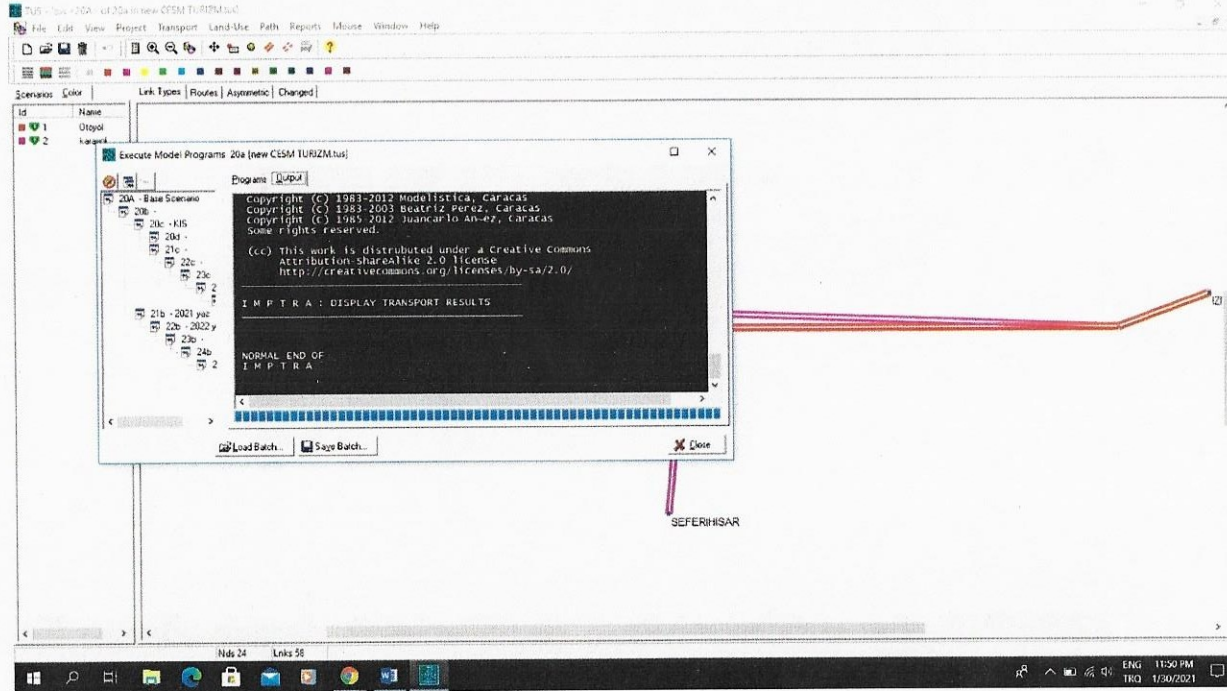 File Edit View Project Transport Land-Use Path Reports Mouse Window Help
Scenarios Color
Link Types Routes Asymmetric Changed
Id Name
1 Otoyol
2
Execute Model Programs 20a [new CESM TURIZM.tus]
Programs Output
20A - Base Scenario
20b -
20c - KIS
20d -
21c -
22c -
23c
2
21b - 2021 yaz
22b - 2022 y
23b -
24b
2
Copyright (C) 1983-2012 Modelistica, Caracas
Copyright (C) 1983-2003 Beatriz Perez, Caracas
Copyright (C) 1985-2012 Juancarlo An~ez, Caracas
Some rights reserved.
(cc) This work is distrubuted under a Creative Commons
Attribution-ShareAlike 2.0 license
http://creativecommons.org/licenses/by-sa/2.0/
I M P T R A : DISPLAY TRANSPORT RESULTS
NORMAL END OF
I M P T R A
Load Batch... Save Batch... Close
IZI
SEFERIHISAR
Nds 24 Lnks 58
ENG 11:50 PM
TRQ 1/30/2021